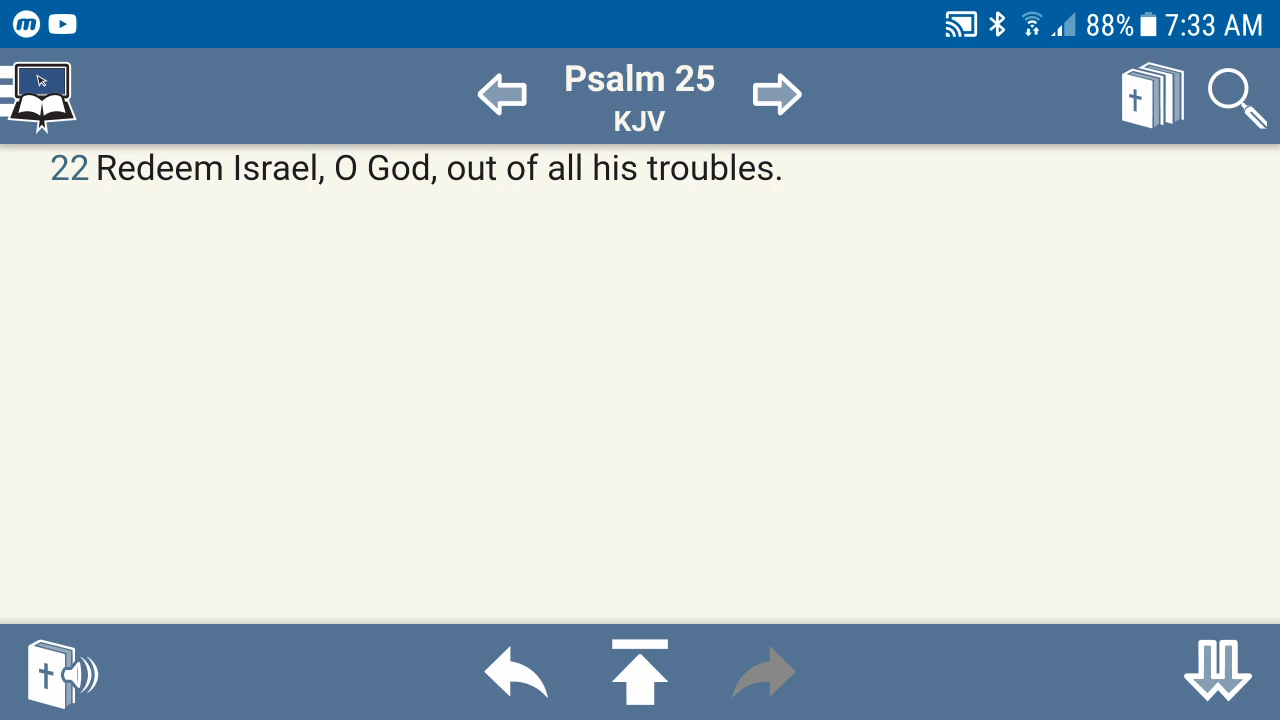 88% 7:33 AM
Psalm 25
KJV
22 Redeem Israel, O God, out of all his troubles.